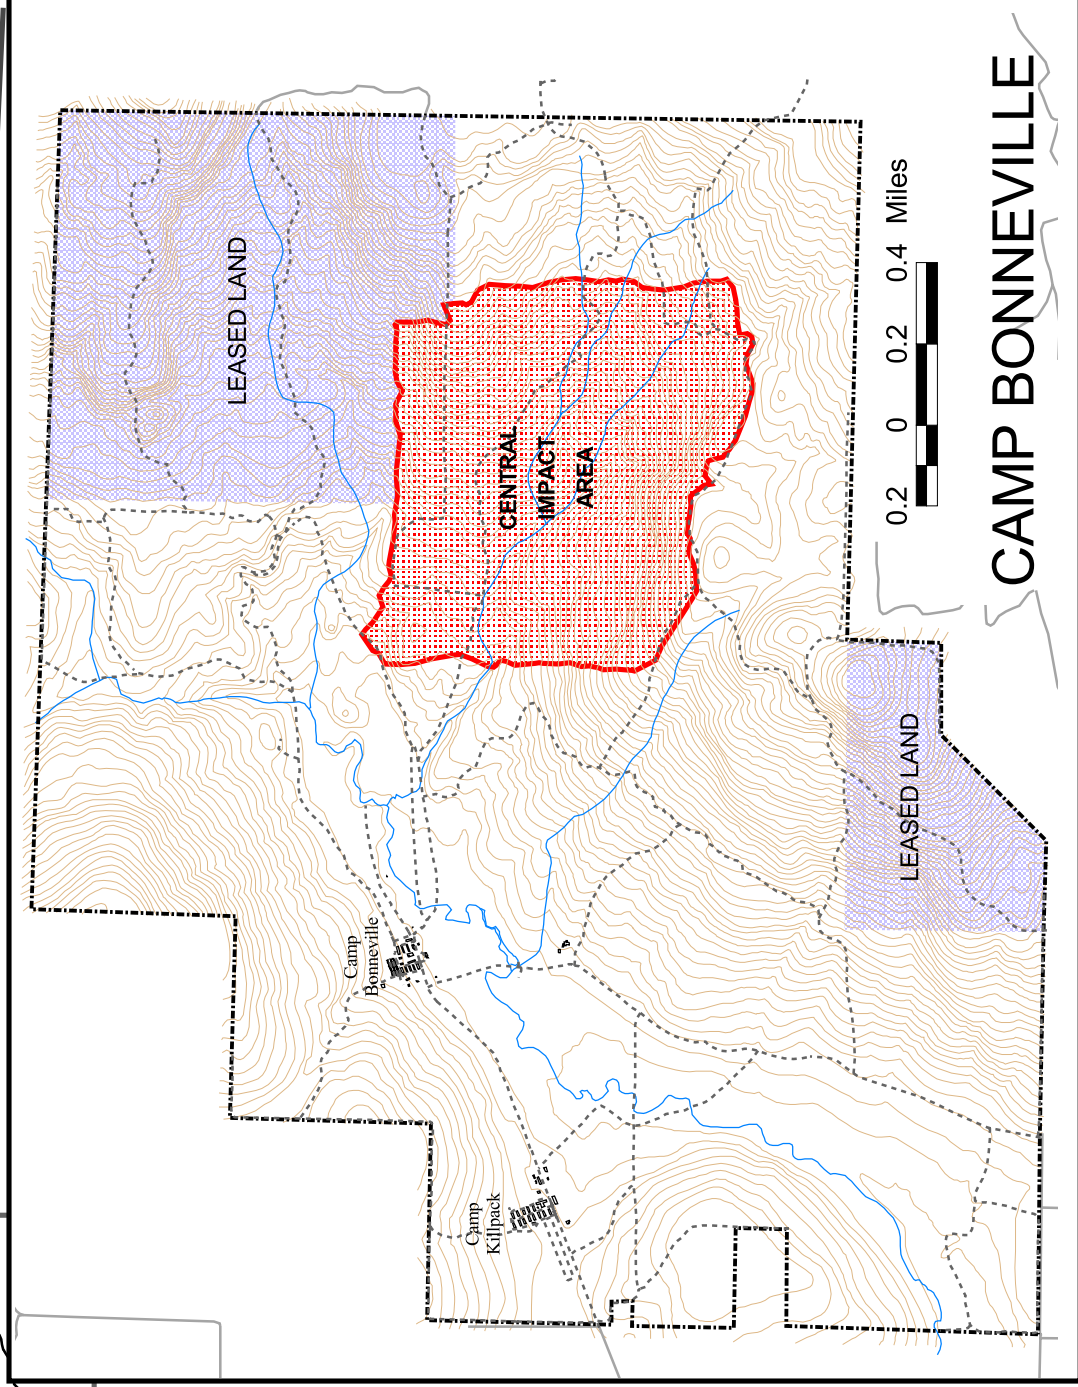 LEASED LAND
CENTRAL
IMPACT
AREA
Camp
Bonneville
Camp
Killpack
LEASED LAND
0.2 0 0.2 0.4 Miles
CAMP BONNEVILLE